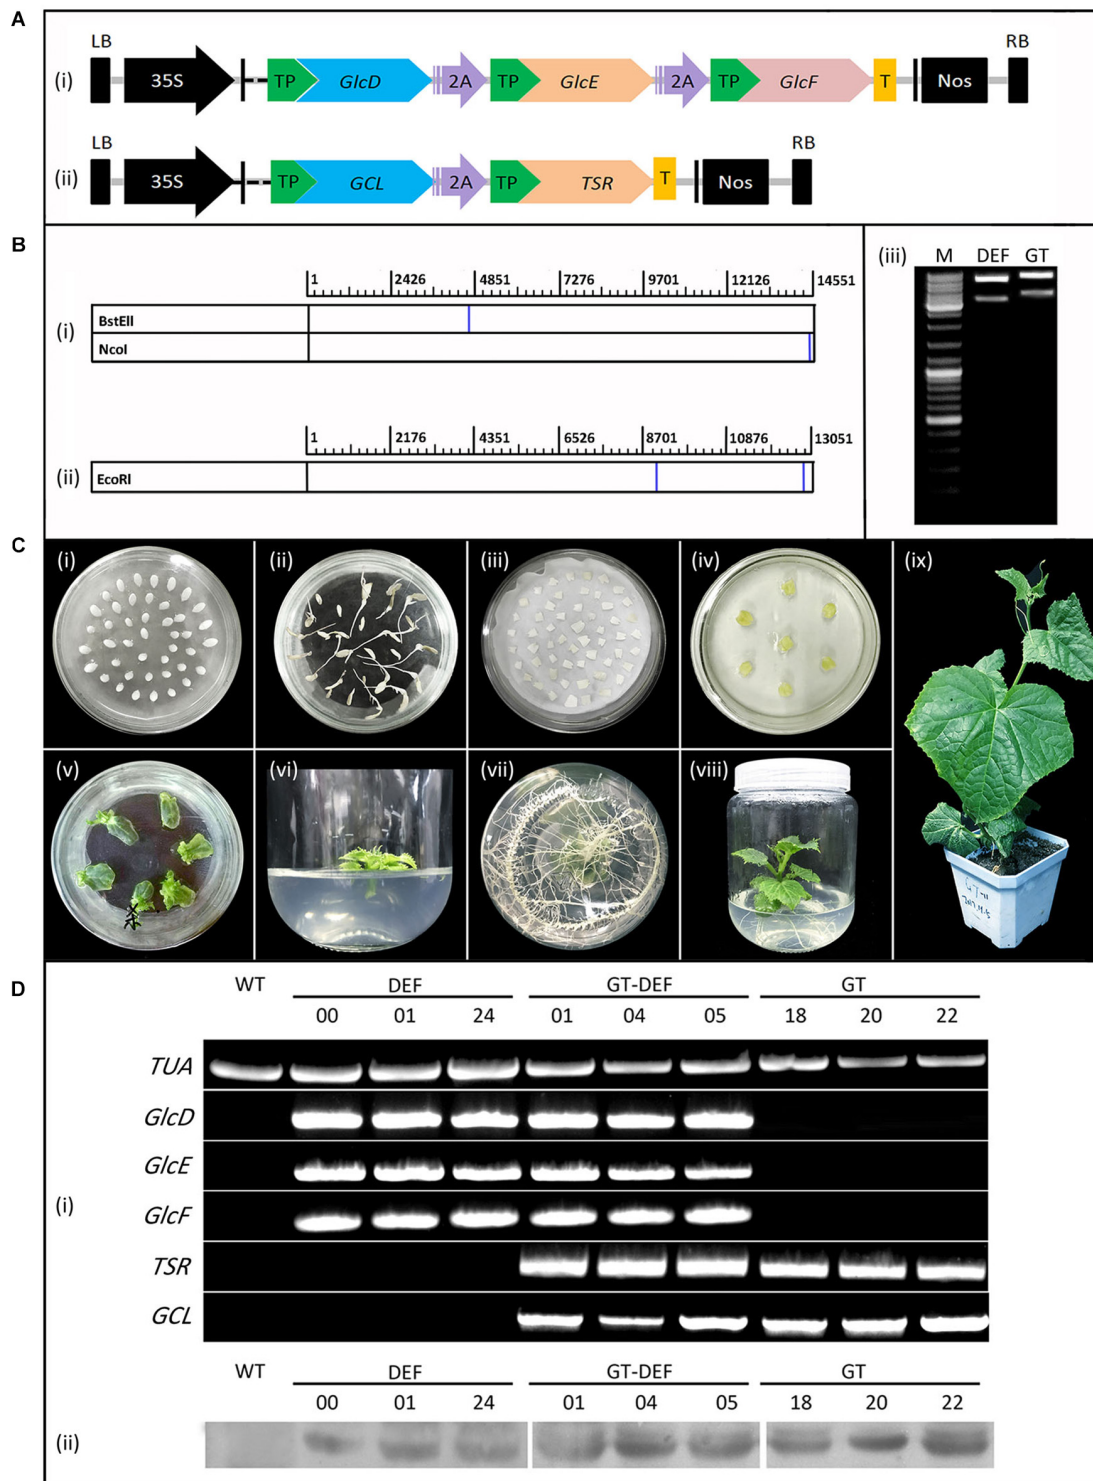 A
LB
RB
(i)
35S
TP
GlcD
2A
TP
GlcE
2A
TP
GlcF
T
Nos
LB
RB
(ii)
35S
TP
GCL
2A
TP
TSR
T
Nos
B
(i)
1 2426 4851 7276 9701 12126 14551
BstEII
NcoI
(ii)
1 2176 4351 6526 8701 10876 13051
EcoRI
(iii)
M DEF GT
C
(i)
(ii)
(iii)
(iv)
(ix)
(v)
(vi)
(vii)
(viii)
D
WT DEF GT-DEF GT
00 01 24 01 04 05 18 20 22
(i)
TUA
GlcD
GlcE
GlcF
TSR
GCL
WT DEF GT-DEF GT
00 01 24 01 04 05 18 20 22
(ii)